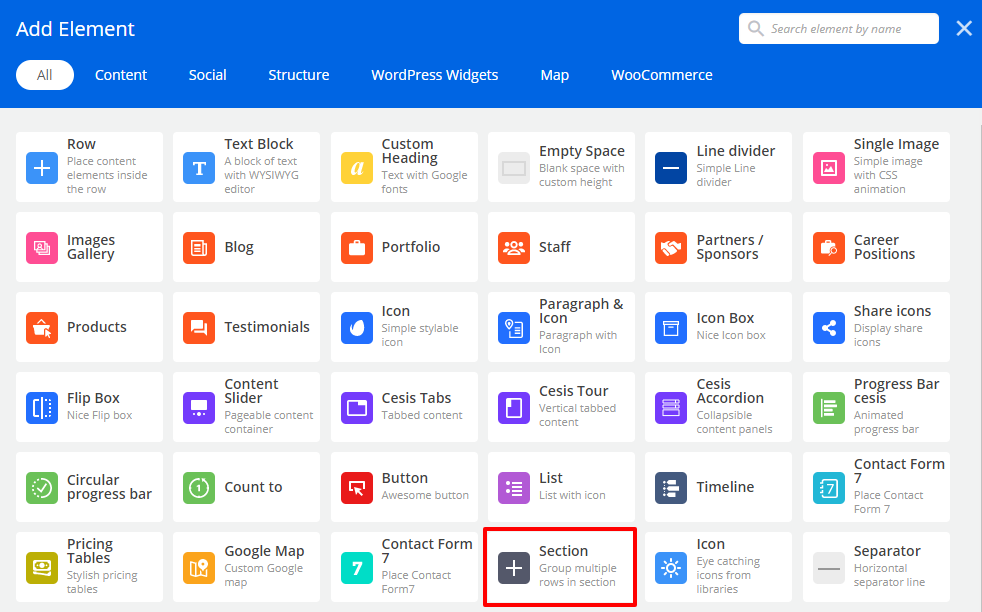 Add Element
Search element by name
All
Content
Social
Structure
WordPress Widgets
Map
WooCommerce
Row
Place content
elements inside
the row
T
Text Block
A block of text
with WYSIWYG
editor
a
Custom
Heading
Text with Google
fonts
Empty Space
Blank space with
custom height
Line divider
Simple Line
divider
Single Image
Simple image
with CSS
animation
Images
Gallery
Blog
Portfolio
Staff
Partners /
Sponsors
Career
Positions
Products
Testimonials
Icon
Simple stylable
icon
Paragraph &
Icon
Paragraph with
Icon
Icon Box
Nice Icon box
Share icons
Display share
icons
Flip Box
Nice Flip box
Content
Slider
Pageable content
container
Cesis Tabs
Tabbed content
Cesis Tour
Vertical tabbed
content
Cesis
Accordion
Collapsible
content panels
Progress Bar
cesis
Animated
progress bar
Circular
progress bar
1
Count to
Button
Awesome button
List
List with icon
Timeline
7
Contact Form
7
Place Contact
Form 7
Pricing
Tables
Stylish pricing
tables
Google Map
Custom Google
map
7
Contact Form
7
Place Contact
Form7
Section
Group multiple
rows in section
Icon
Eye catching
icons from
libraries
Separator
Horizontal
separator line